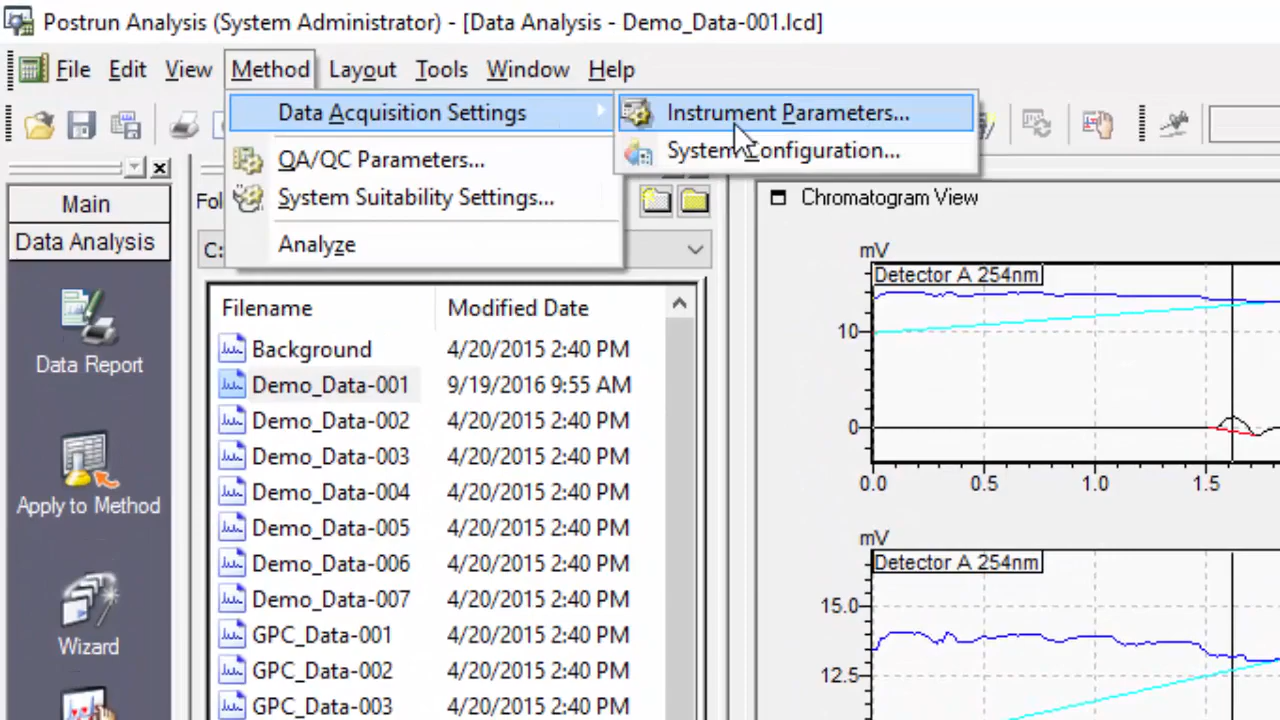 Postrun Analysis (System Administrator) - [Data Analysis - Demo_Data-001.lcd]
File Edit View Method Layout Tools Window Help
Data Acquisition Settings
Instrument Parameters...
System Configuration...
QA/QC Parameters...
System Suitability Settings...
Analyze
Main
Data Analysis
Data Report
Apply to Method
Wizard
Fol
C:
Filename Modified Date
Background 4/20/2015 2:40 PM
Demo_Data-001 9/19/2016 9:55 AM
Demo_Data-002 4/20/2015 2:40 PM
Demo_Data-003 4/20/2015 2:40 PM
Demo_Data-004 4/20/2015 2:40 PM
Demo_Data-005 4/20/2015 2:40 PM
Demo_Data-006 4/20/2015 2:40 PM
Demo_Data-007 4/20/2015 2:40 PM
GPC_Data-001 4/20/2015 2:40 PM
GPC_Data-002 4/20/2015 2:40 PM
GPC_Data-003 4/20/2015 2:40 PM
Chromatogram View
mV
Detector A 254nm
10
0
0.0 0.5 1.0 1.5
mV
Detector A 254nm
15.0
12.5